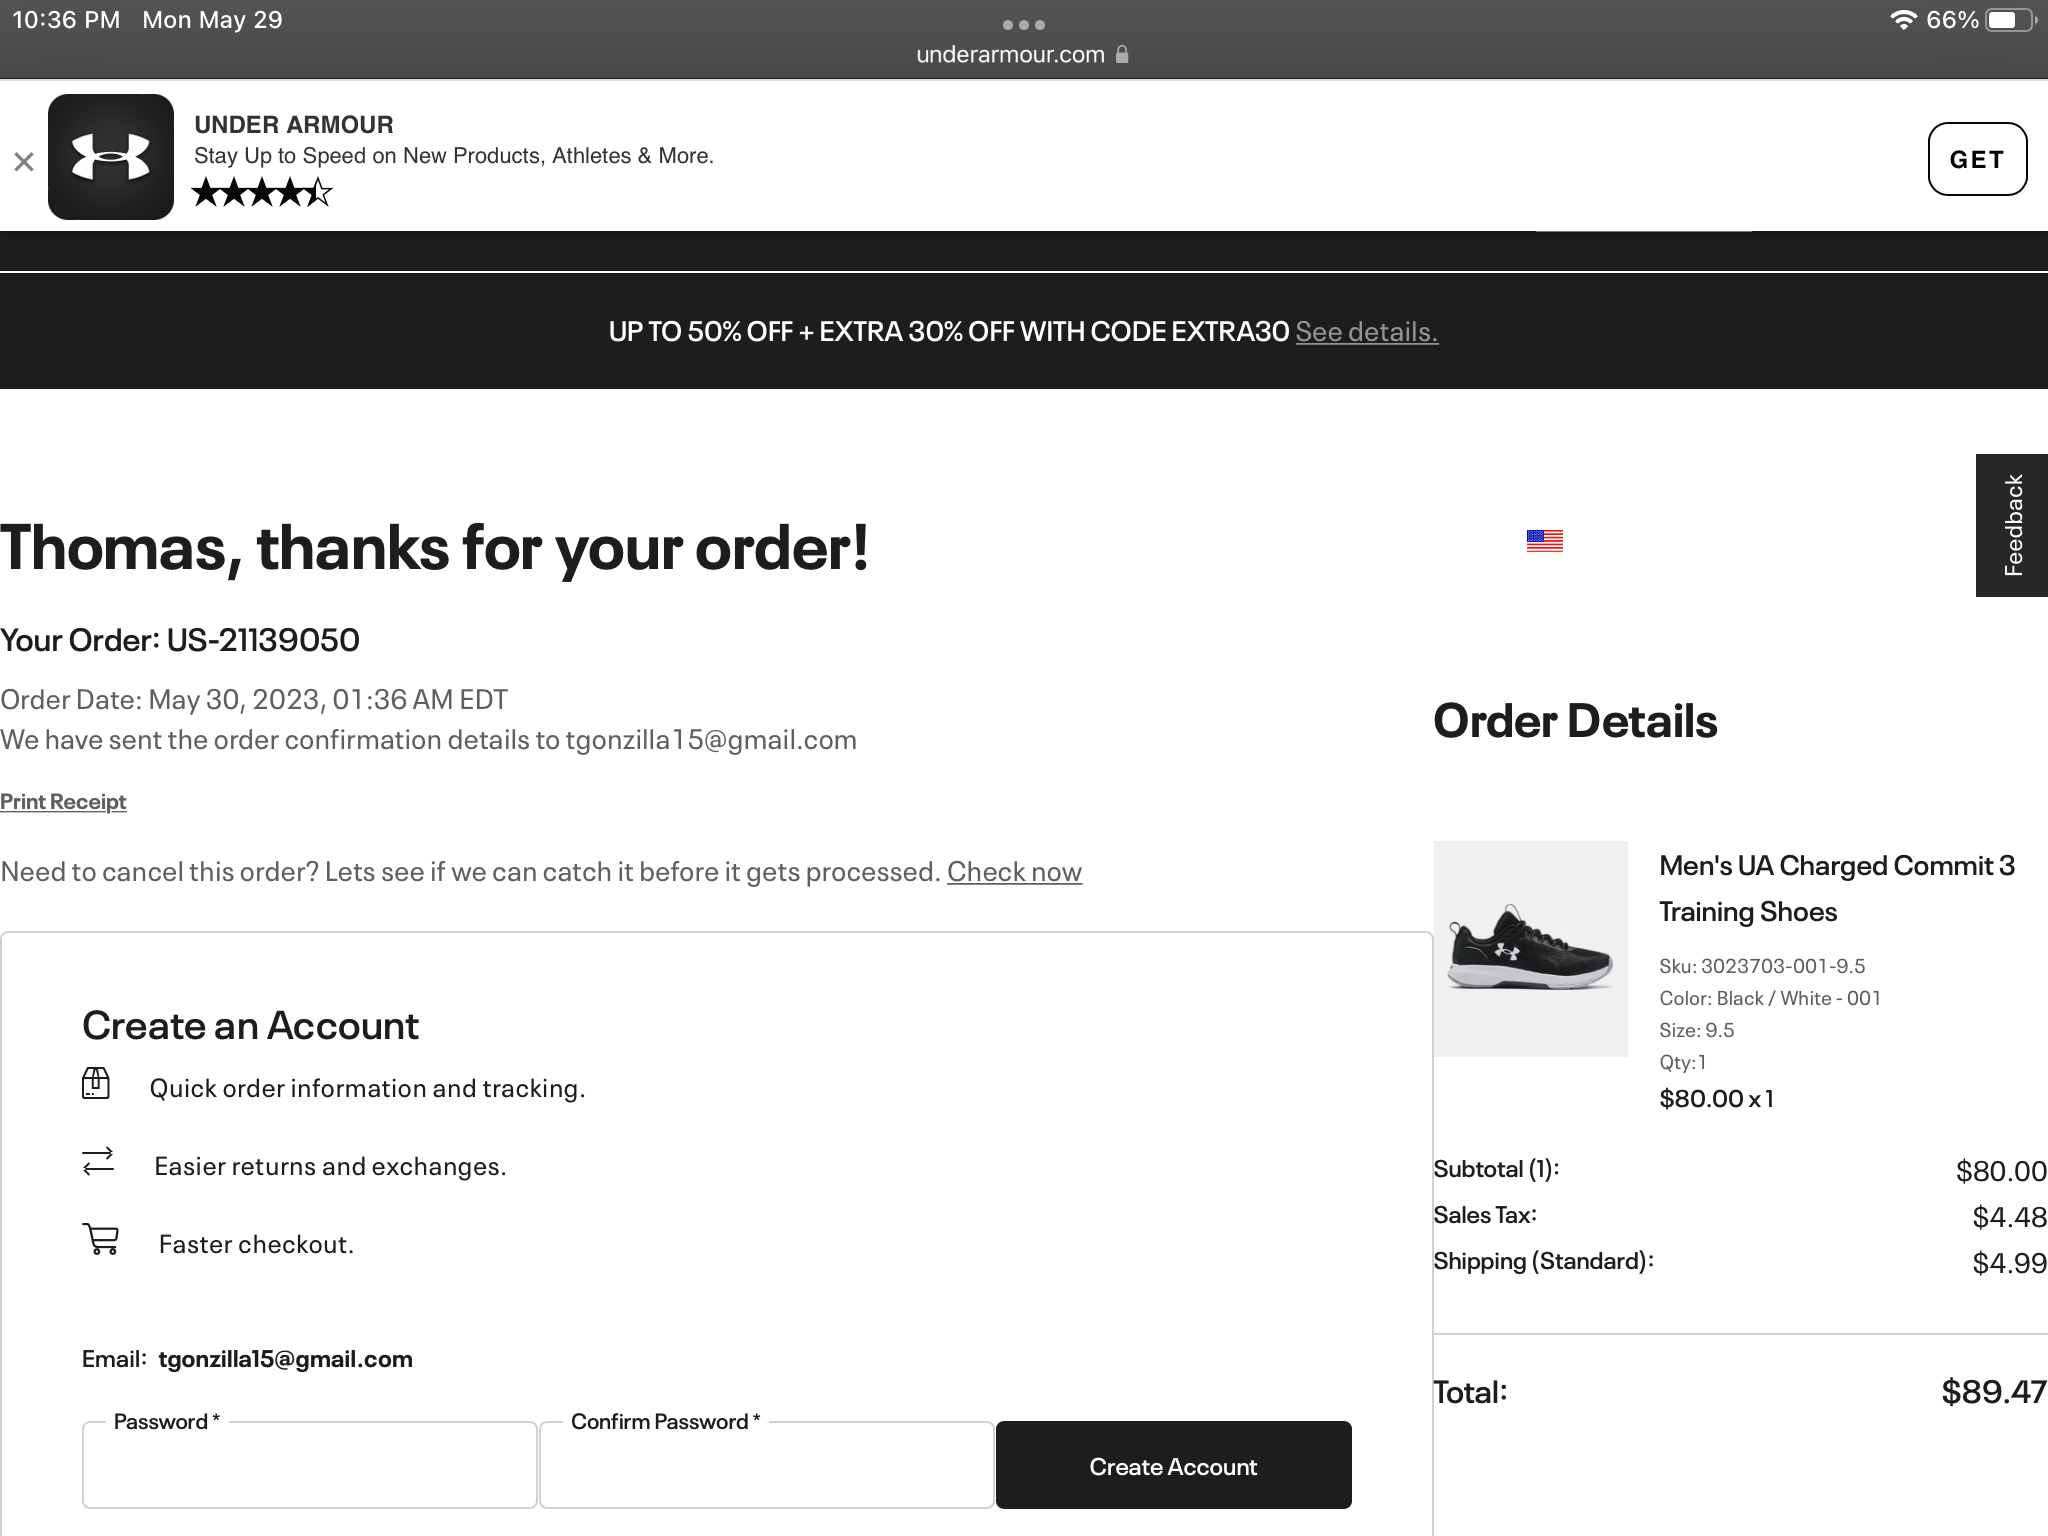 10:36 PM Mon May 29
66%
underarmour.com
UNDER ARMOUR
Stay Up to Speed on New Products, Athletes & More.
GET
UP TO 50% OFF + EXTRA 30% OFF WITH CODE EXTRA30 See details.
Feedback
Thomas, thanks for your order!
Your Order: US-21139050
Order Date: May 30, 2023, 01:36 AM EDT
We have sent the order confirmation details to tgonzilla15@gmail.com
Print Receipt
Need to cancel this order? Lets see if we can catch it before it gets processed. Check now
Create an Account
Quick order information and tracking.
Easier returns and exchanges.
Faster checkout.
Email: tgonzilla15@gmail.com
Password *
Confirm Password *
Create Account
Order Details
Men's UA Charged Commit 3
Training Shoes
Sku: 3023703-001-9.5
Color: Black / White - 001
Size: 9.5
Qty:1
$80.00 x 1
Subtotal (1): $80.00
Sales Tax: $4.48
Shipping (Standard): $4.99
Total: $89.47